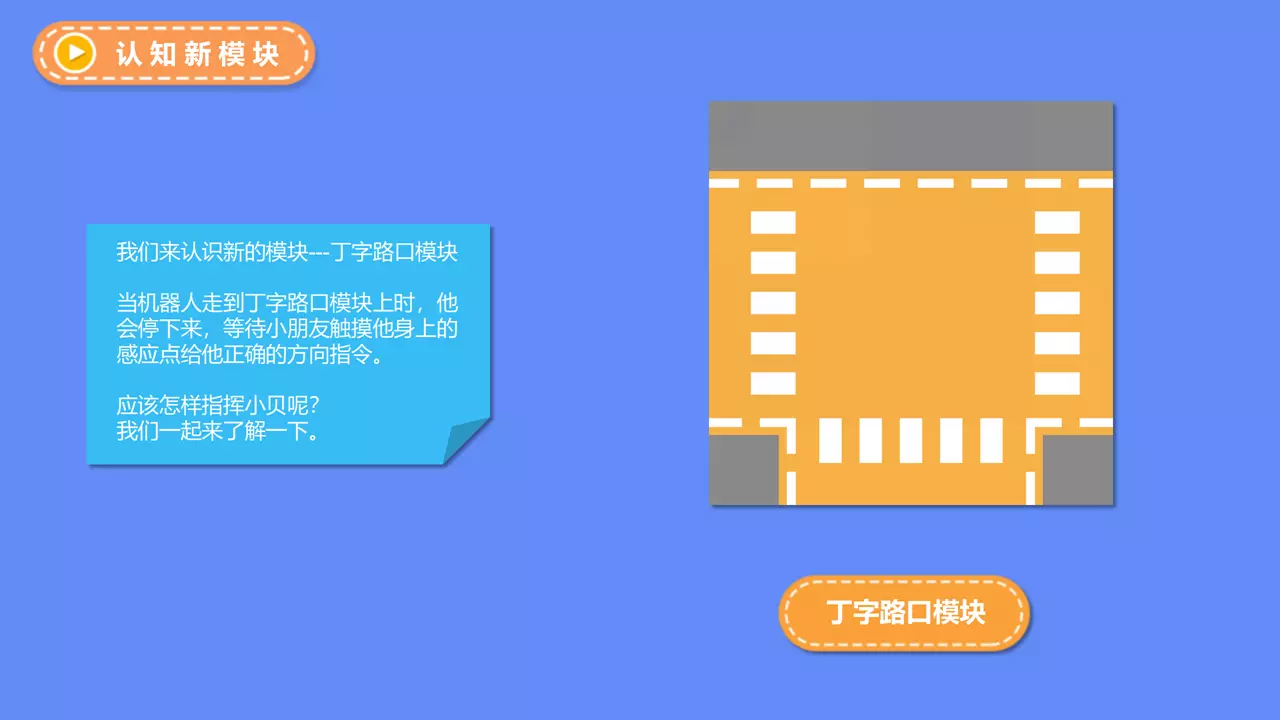 认知新模块
我们来认识新的模块---丁字路口模块
当机器人走到丁字路口模块上时，他
会停下来，等待小朋友触摸他身上的
感应点给他正确的方向指令。
应该怎样指挥小贝呢？
我们一起来了解一下。
丁字路口模块